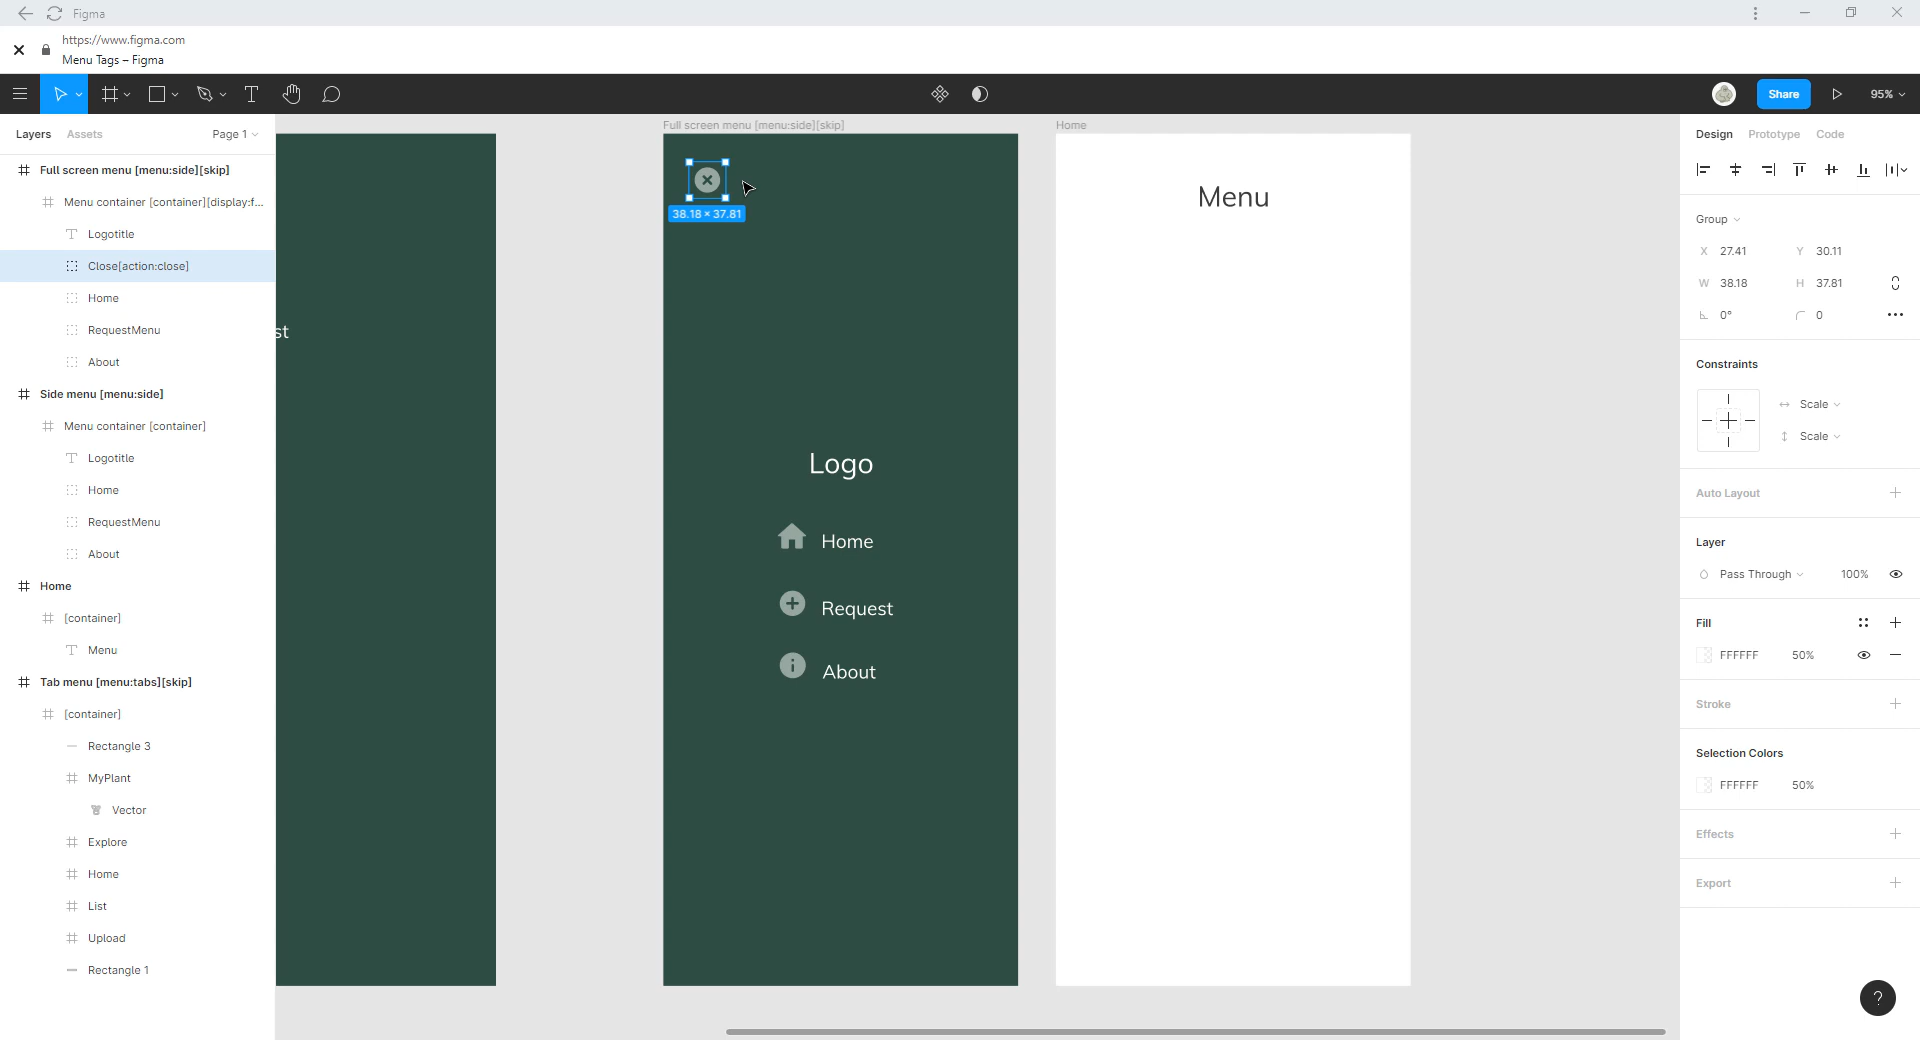 Figma
https://www.figma.com
Menu Tags – Figma
Share
95%
Layers
Assets
Page 1
Full screen menu [menu:side][skip]
Menu container [container][display:f...
Logotitle
Close[action:close]
Home
RequestMenu
About
Side menu [menu:side]
Menu container [container]
Logotitle
Home
RequestMenu
About
Home
[container]
Menu
Tab menu [menu:tabs][skip]
[container]
Rectangle 3
MyPlant
Vector
Explore
Home
List
Upload
Rectangle 1
st
Full screen menu [menu:side][skip]
38.18 × 37.81
Logo
Home
Request
About
Home
Menu
Design
Prototype
Code
Group
X 27.41 Y 30.11
W 38.18 H 37.81
0° 0
Constraints
Scale
Scale
Auto Layout
Layer
Pass Through 100%
Fill
FFFFFF 50%
Stroke
Selection Colors
FFFFFF 50%
Effects
Export
?